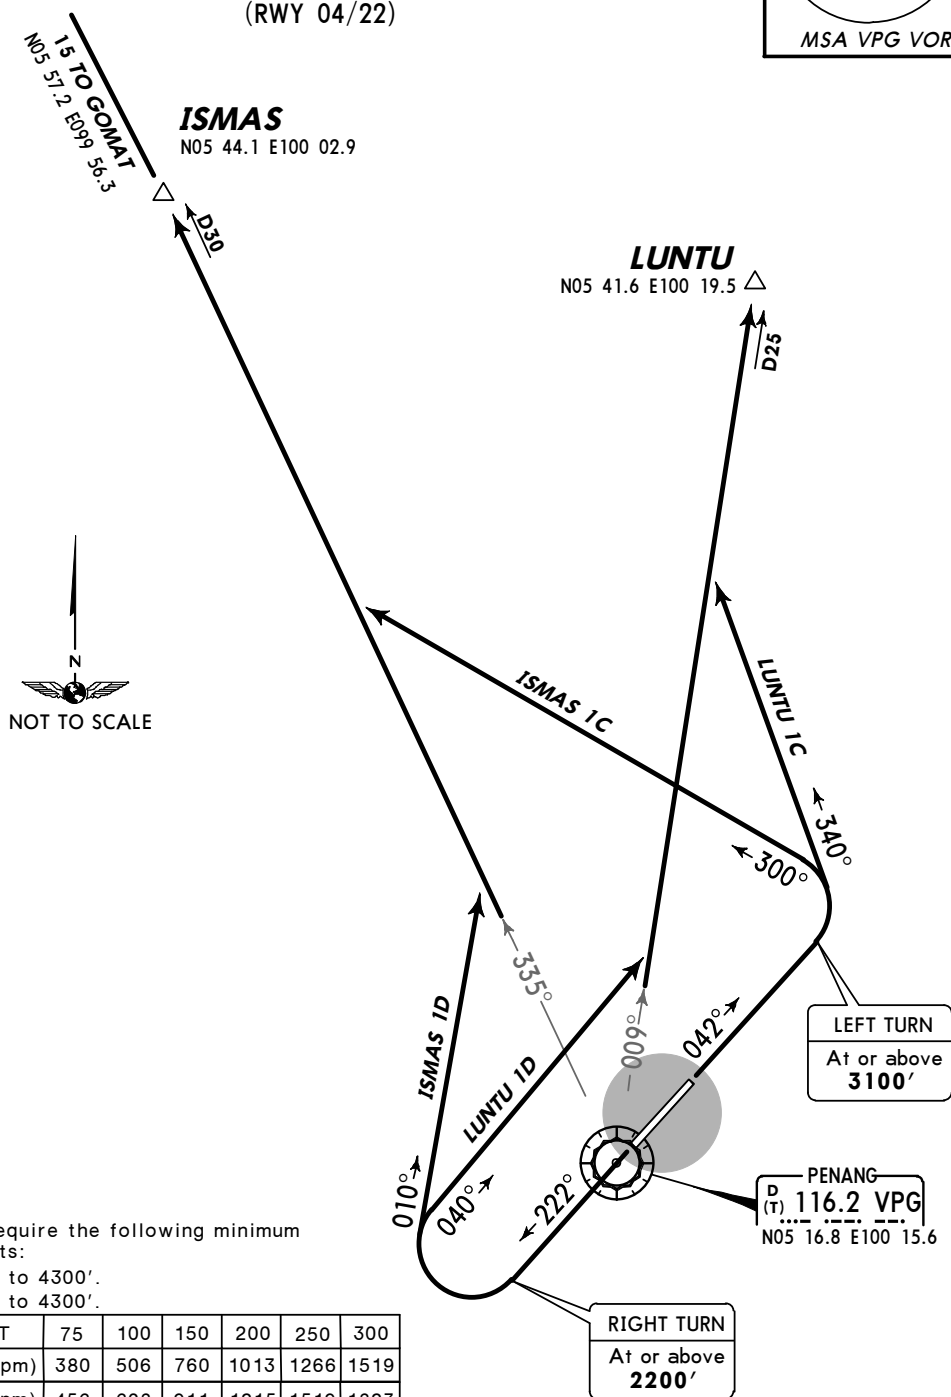 (RWY 04/22)
MSA VPG VOR
15 TO GOMAT
N05 57.2 E099 56.3
ISMAS
N05 44.1 E100 02.9
D30
LUNTU
N05 41.6 E100 19.5
D25
N
NOT TO SCALE
ISMAS 1C
LUNTU 1C
340°
300°
335°
009°
042°
ISMAS 1D
LUNTU 1D
LEFT TURN
At or above
3100'
010°
040°
222°
PENANG
D
(T) 116.2 VPG
N05 16.8 E100 15.6
equire the following minimum
ts:
to 4300'.
to 4300'.
T 75 100 150 200 250 300
pm) 380 506 760 1013 1266 1519
RIGHT TURN
At or above
2200'